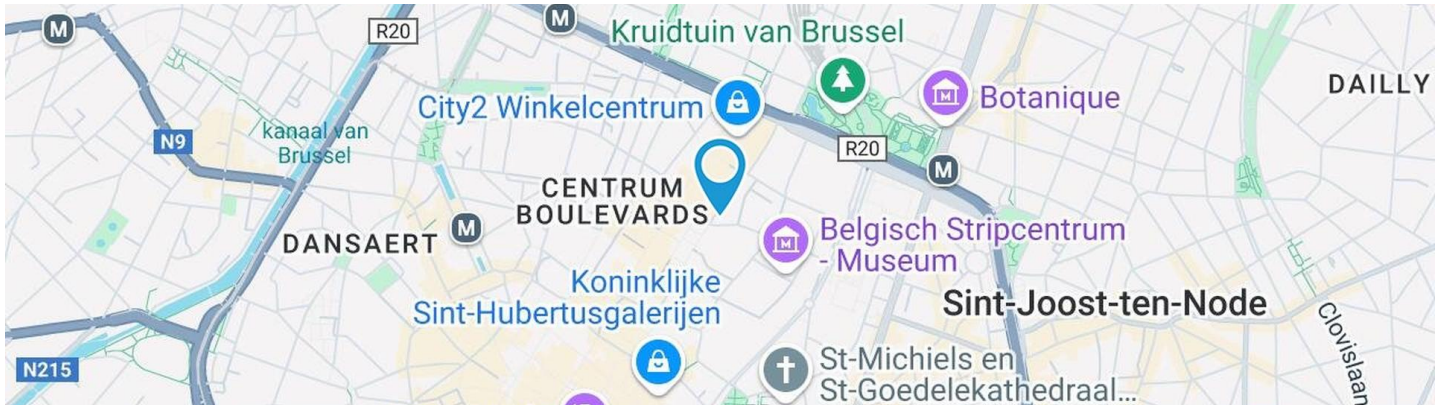 M
M
R20
Kruidtuin van Brussel
DAILLY
City2 Winkelcentrum
M
Botanique
N9
kanaal van
Brussel
R20
M
CENTRUM
BOULEVARDS
M
DANSAERT
M
Belgisch Stripcentrum
- Museum
Koninklijke
Sint-Hubertusgalerijen
Sint-Joost-ten-Node
Clovislaan
N215
St-Michiels en
St-Goedelekathedraal...